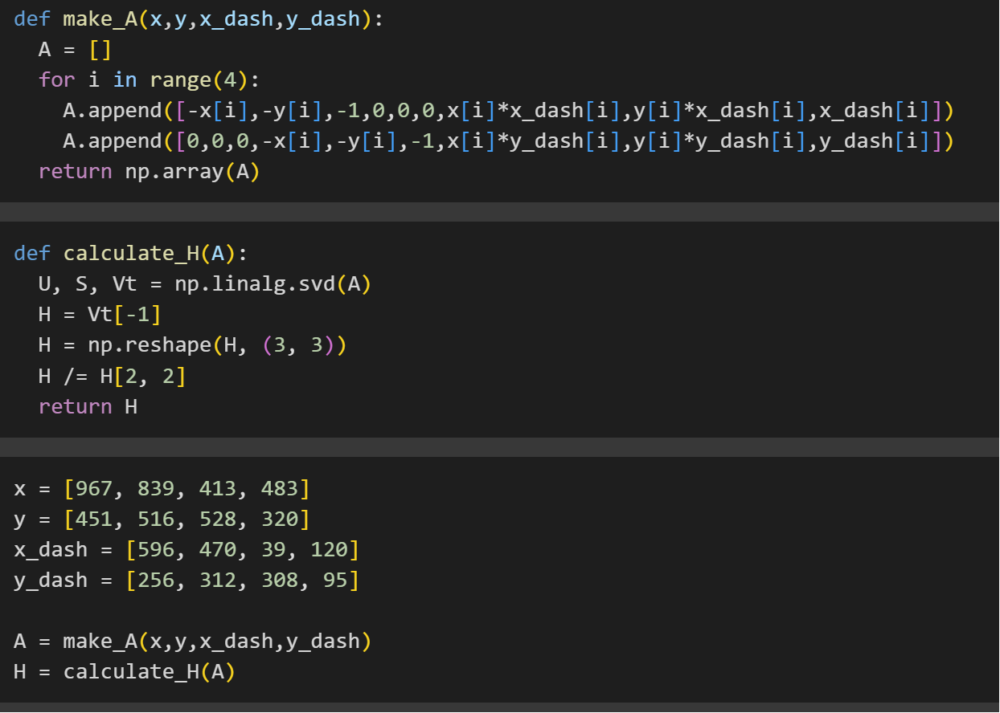 def make_A(x,y,x_dash,y_dash):
  A = []
  for i in range(4):
    A.append([-x[i],-y[i],-1,0,0,0,x[i]*x_dash[i],y[i]*x_dash[i],x_dash[i]])
    A.append([0,0,0,-x[i],-y[i],-1,x[i]*y_dash[i],y[i]*y_dash[i],y_dash[i]])
  return np.array(A)
def calculate_H(A):
  U, S, Vt = np.linalg.svd(A)
  H = Vt[-1]
  H = np.reshape(H, (3, 3))
  H /= H[2, 2]
  return H
x = [967, 839, 413, 483]
y = [451, 516, 528, 320]
x_dash = [596, 470, 39, 120]
y_dash = [256, 312, 308, 95]
A = make_A(x,y,x_dash,y_dash)
H = calculate_H(A)